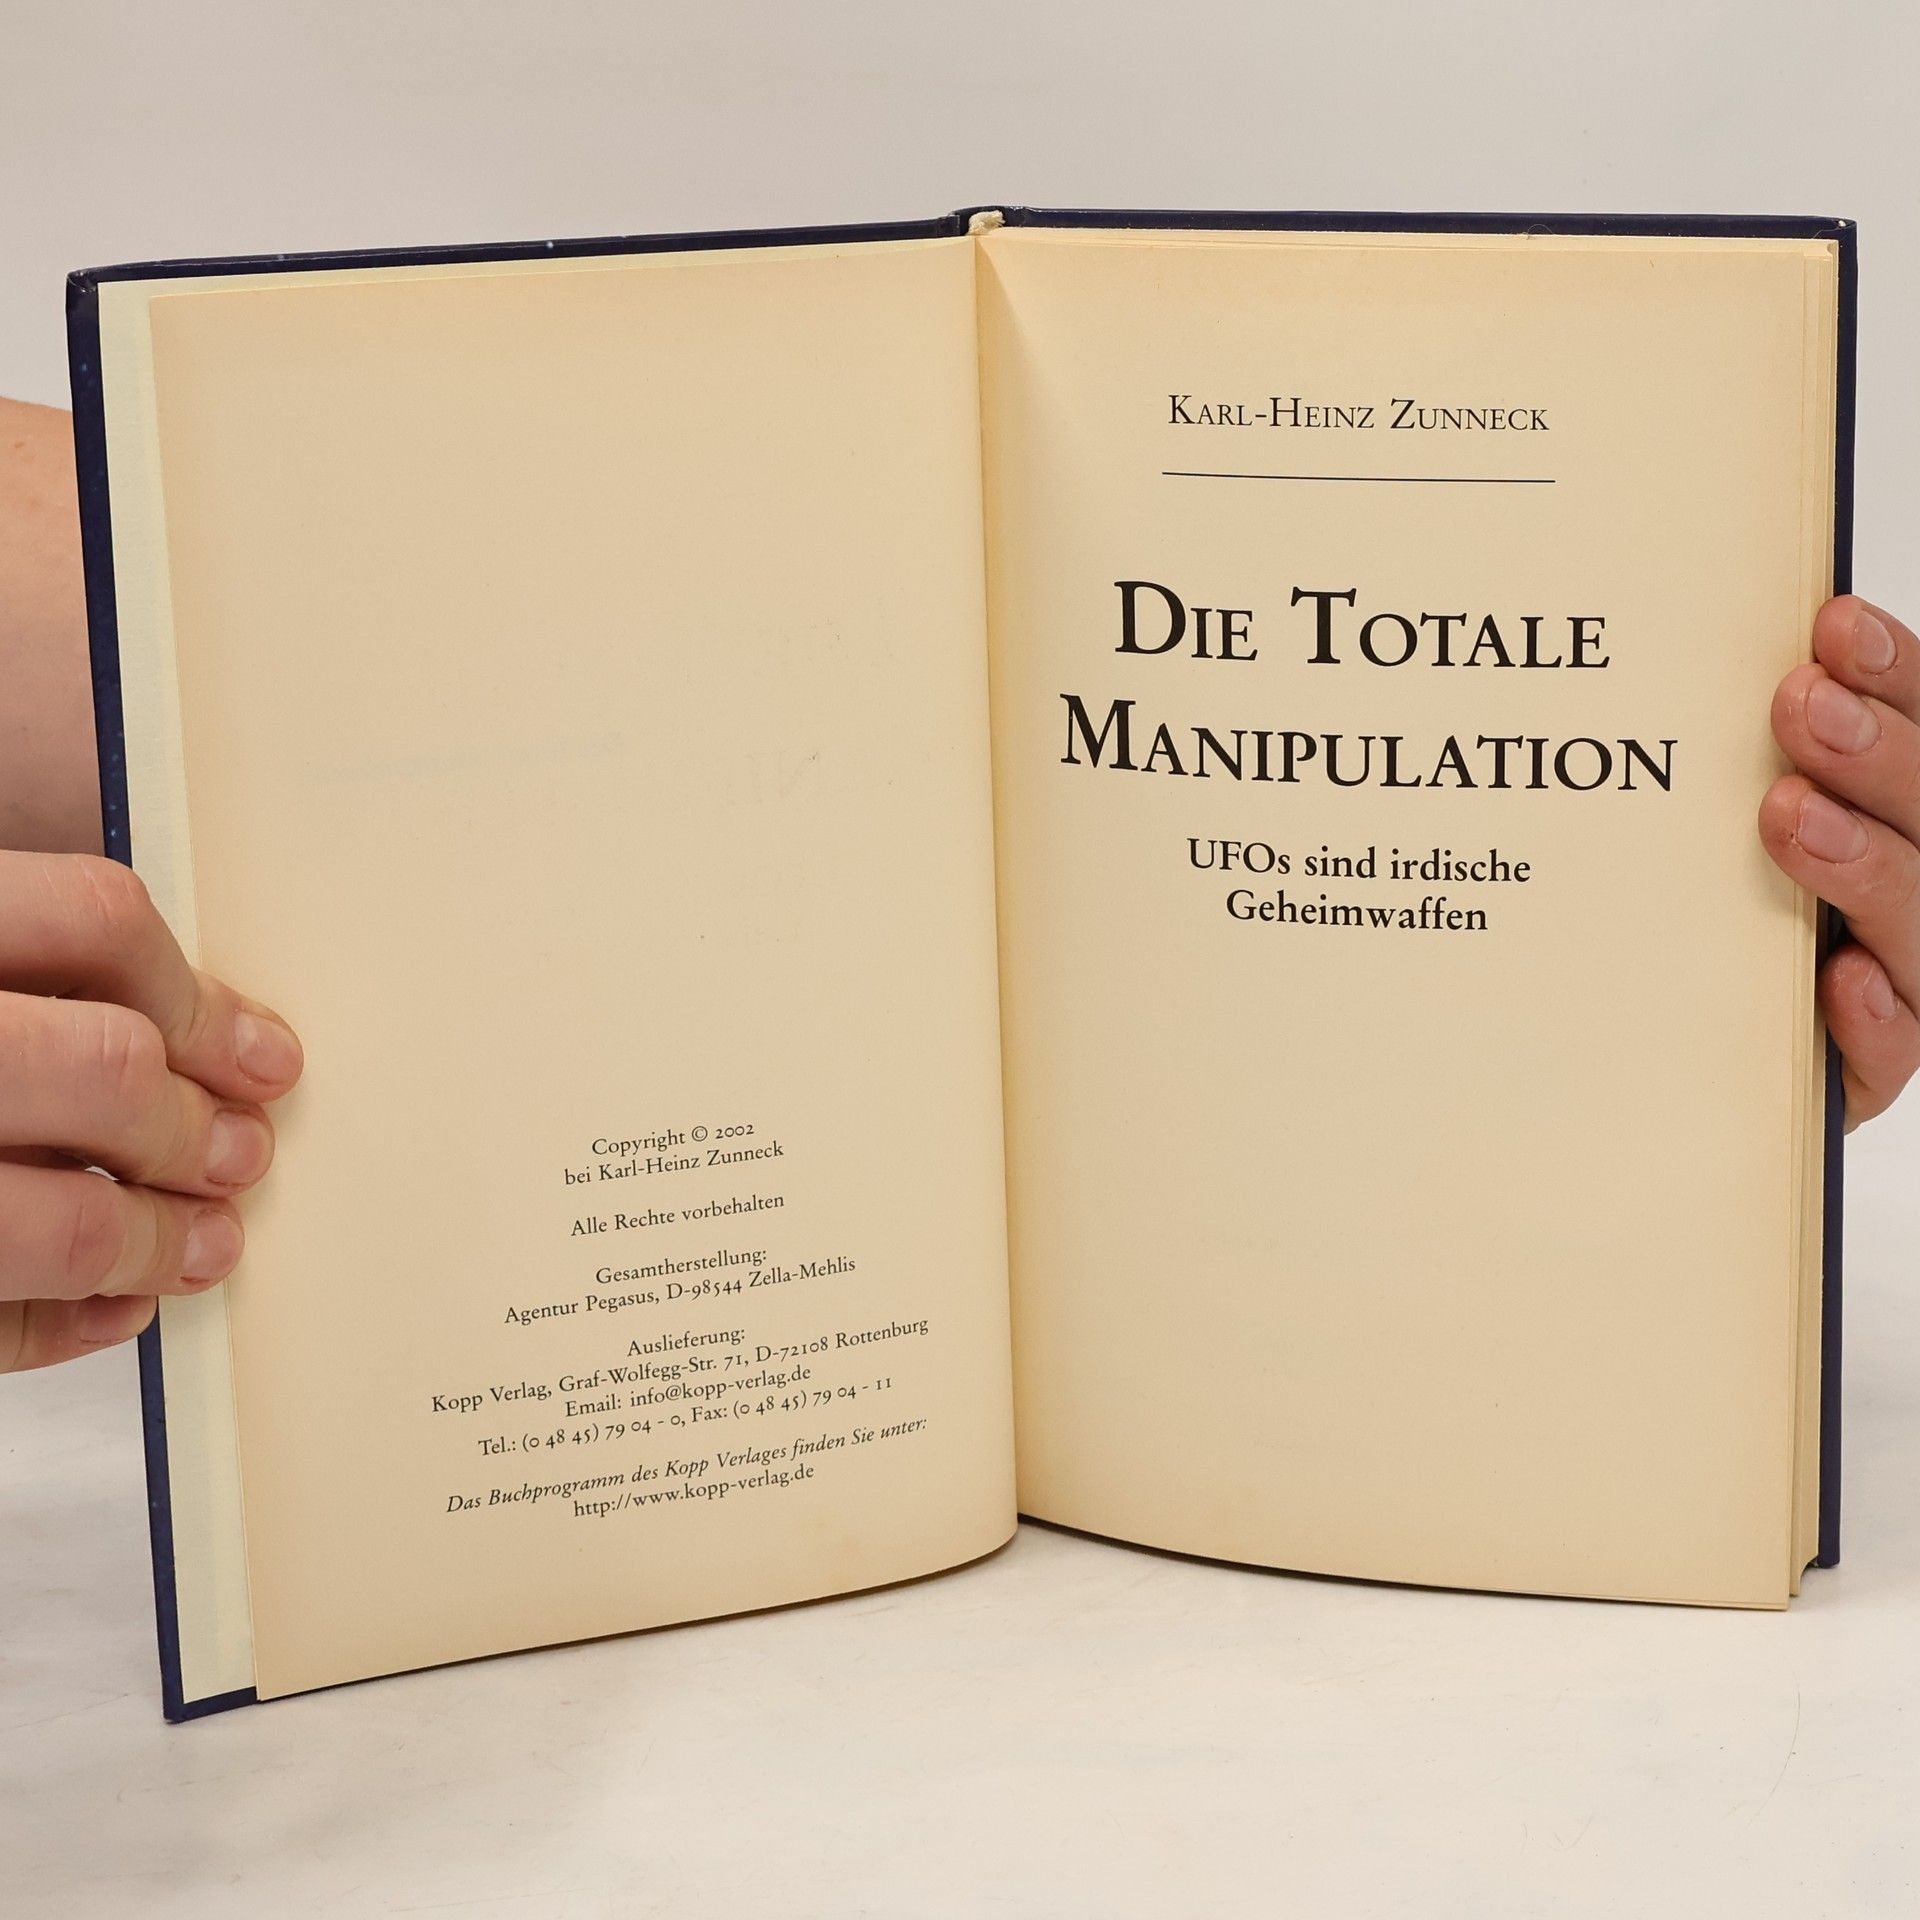 Copyright © 2002
bei Karl-Heinz Zunneck
Alle Rechte vorbehalten
Gesamtherstellung:
Agentur Pegasus, D-98544 Zella-Mehlis
Auslieferung:
Kopp Verlag, Graf-Wolfegg-Str. 71, D-72108 Rottenburg
Email: info@kopp-verlag.de
Tel.: (0 48 45) 79 04 - 0, Fax: (0 48 45) 79 04 - 11
Das Buchprogramm des Kopp Verlages finden Sie unter:
http://www.kopp-verlag.de
KARL-HEINZ ZUNNECK
DIE TOTALE
MANIPULATION
UFOs sind irdische
Geheimwaffen